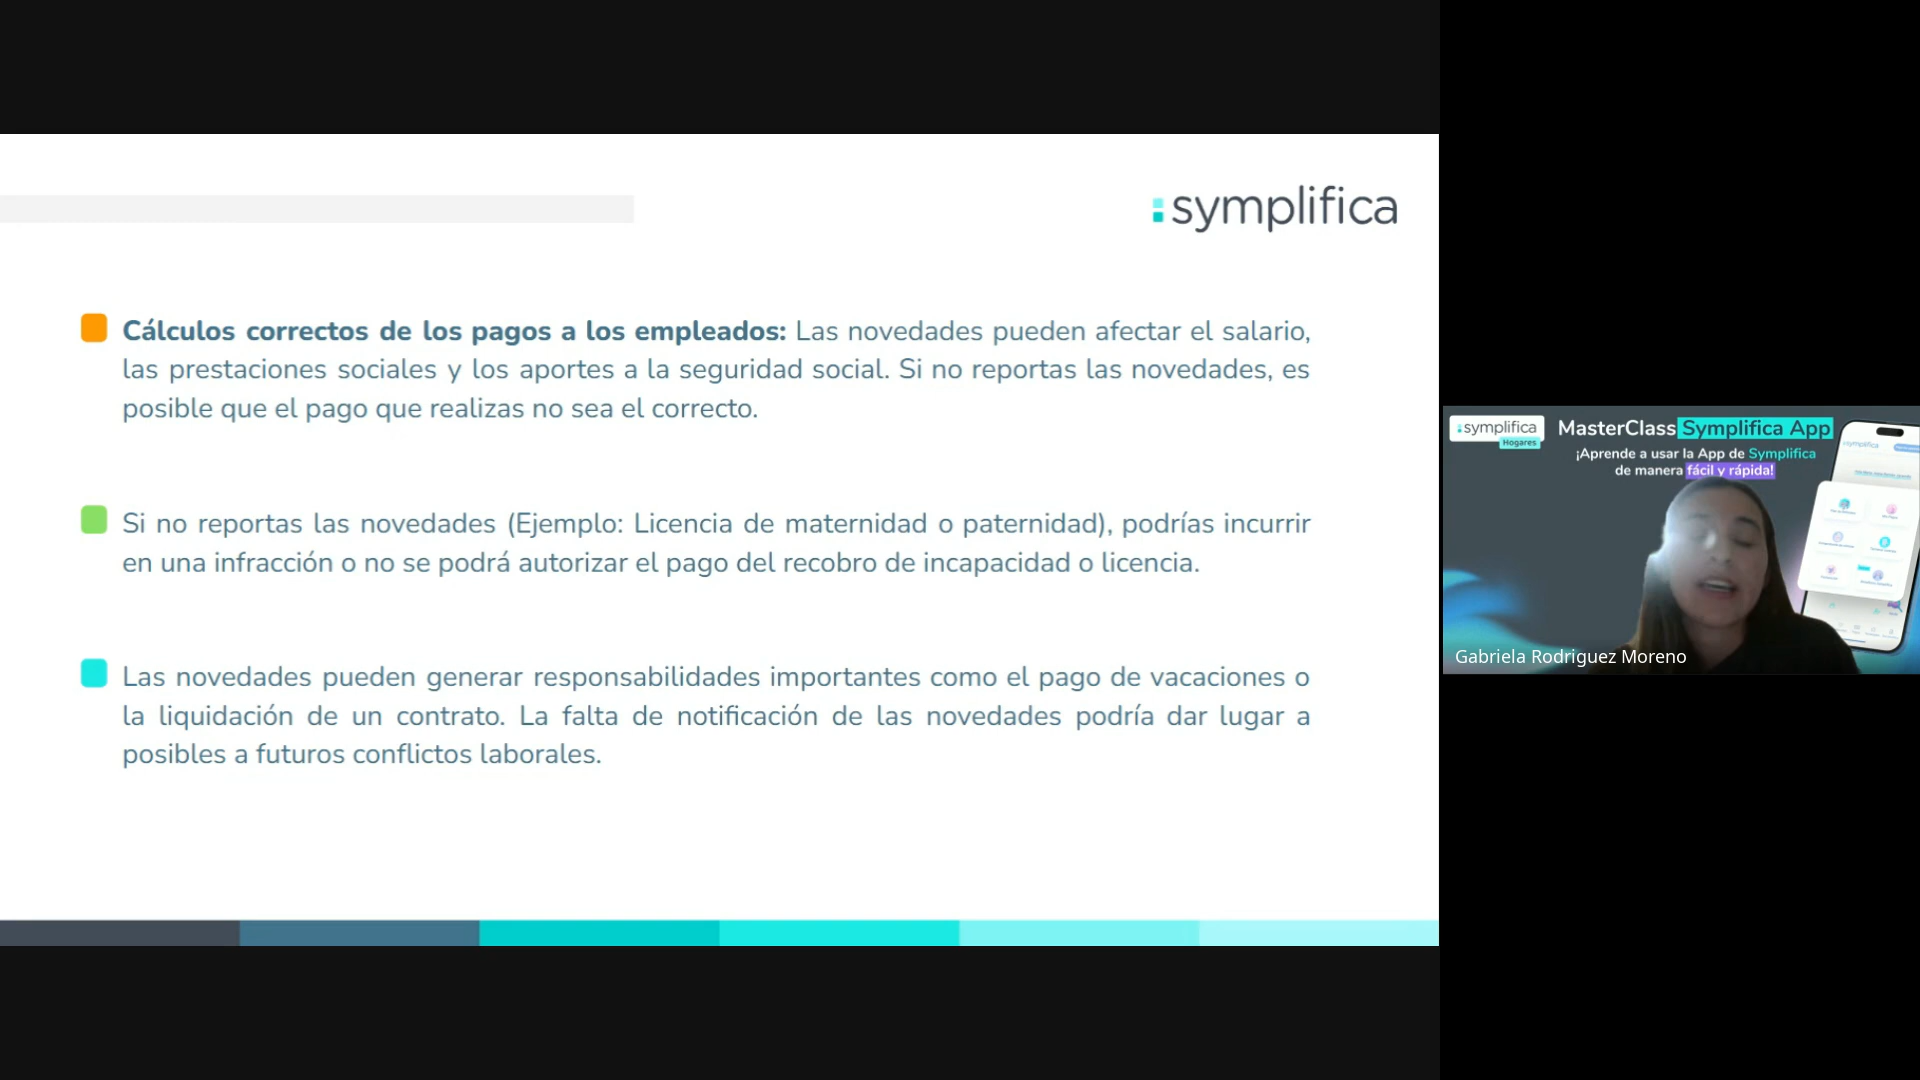 symplifica
Cálculos correctos de los pagos a los empleados: Las novedades pueden afectar el salario,
las prestaciones sociales y los aportes a la seguridad social. Si no reportas las novedades, es
posible que el pago que realizas no sea el correcto.
Si no reportas las novedades (Ejemplo: Licencia de maternidad o paternidad), podrías incurrir
en una infracción o no se podrá autorizar el pago del recobro de incapacidad o licencia.
Las novedades pueden generar responsabilidades importantes como el pago de vacaciones o
la liquidación de un contrato. La falta de notificación de las novedades podría dar lugar a
posibles a futuros conflictos laborales.
symplifica
Hogares
MasterClass Symplifica App
¡Aprende a usar la App de Symplifica
de manera fácil y rápida!
Gabriela Rodriguez Moreno